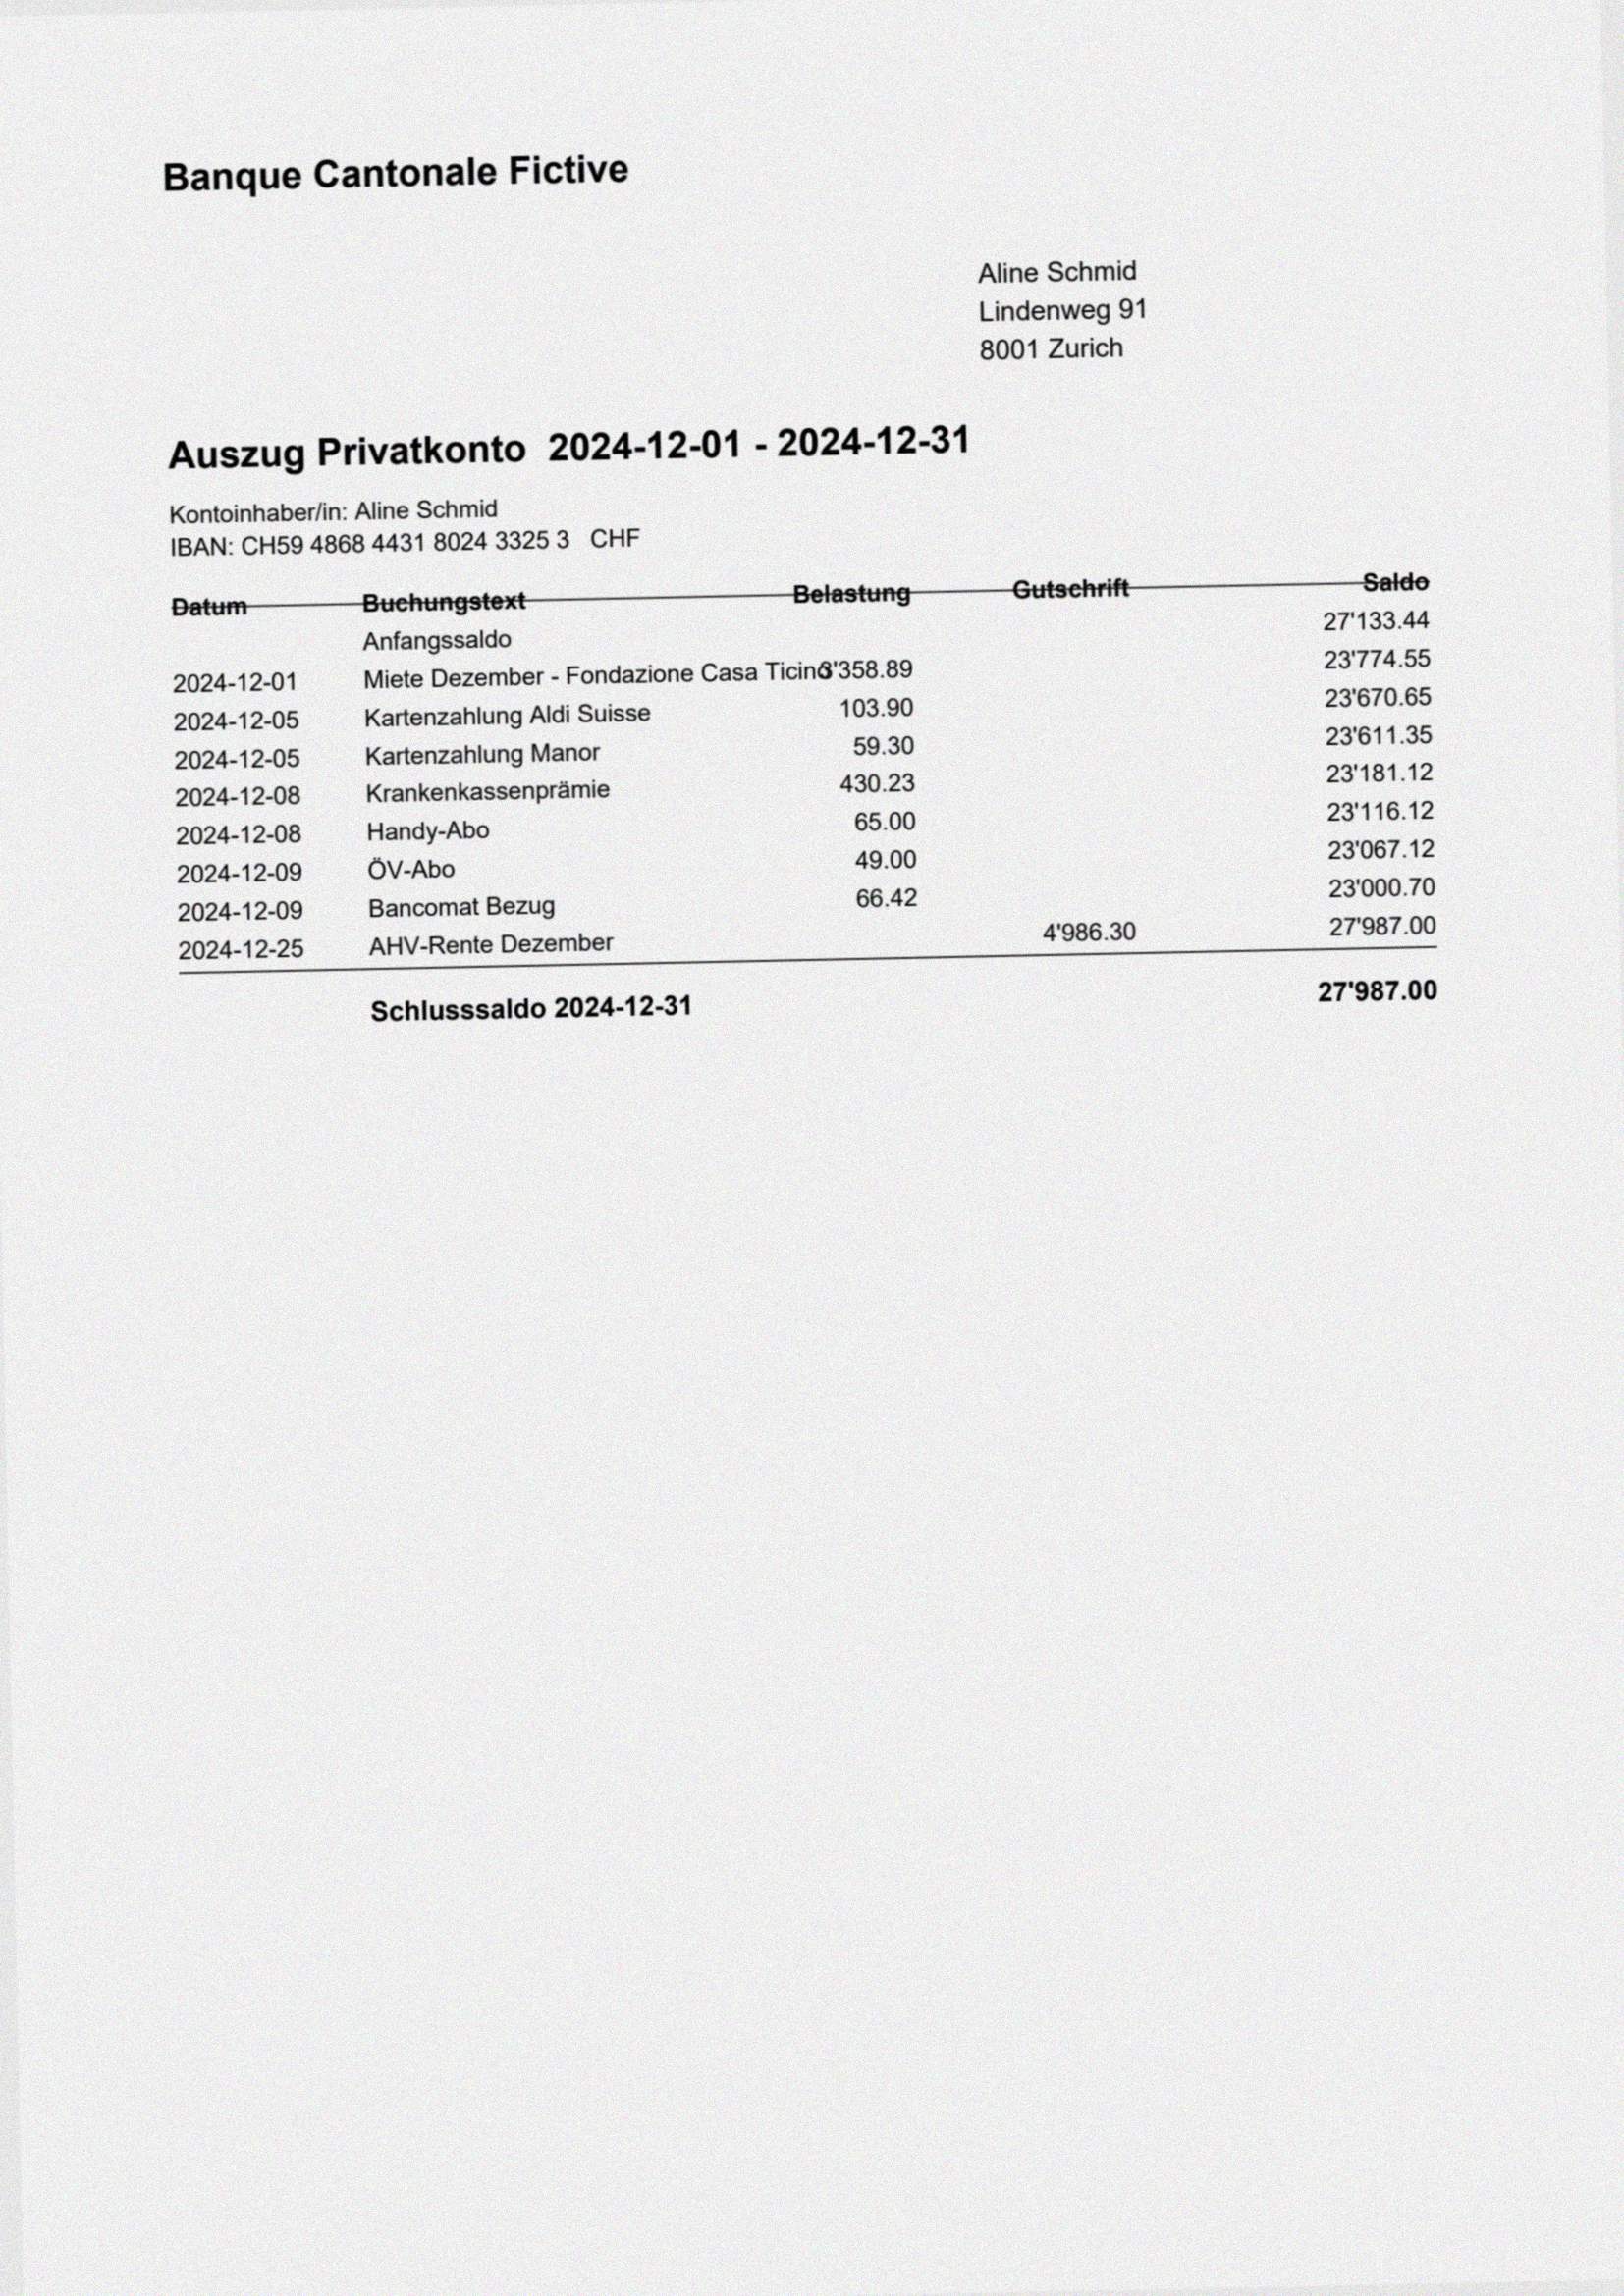 Banque Cantonale Fictive
Aline Schmid
Lindenweg 91
8001 Zurich
Auszug Privatkonto 2024-12-01 - 2024-12-31
Kontoinhaber/in: Aline Schmid
IBAN: CH59 4868 4431 8024 3325 3 CHF
Datum Buchungstext Belastung Gutschrift Saldo
Anfangssaldo 27'133.44
2024-12-01 Miete Dezember - Fondazione Casa Ticino 3'358.89 23'774.55
2024-12-05 Kartenzahlung Aldi Suisse 103.90 23'670.65
2024-12-05 Kartenzahlung Manor 59.30 23'611.35
2024-12-08 Krankenkassenprämie 430.23 23'181.12
2024-12-08 Handy-Abo 65.00 23'116.12
2024-12-09 ÖV-Abo 49.00 23'067.12
2024-12-09 Bancomat Bezug 66.42 23'000.70
2024-12-25 AHV-Rente Dezember 4'986.30 27'987.00
Schlusssaldo 2024-12-31 27'987.00